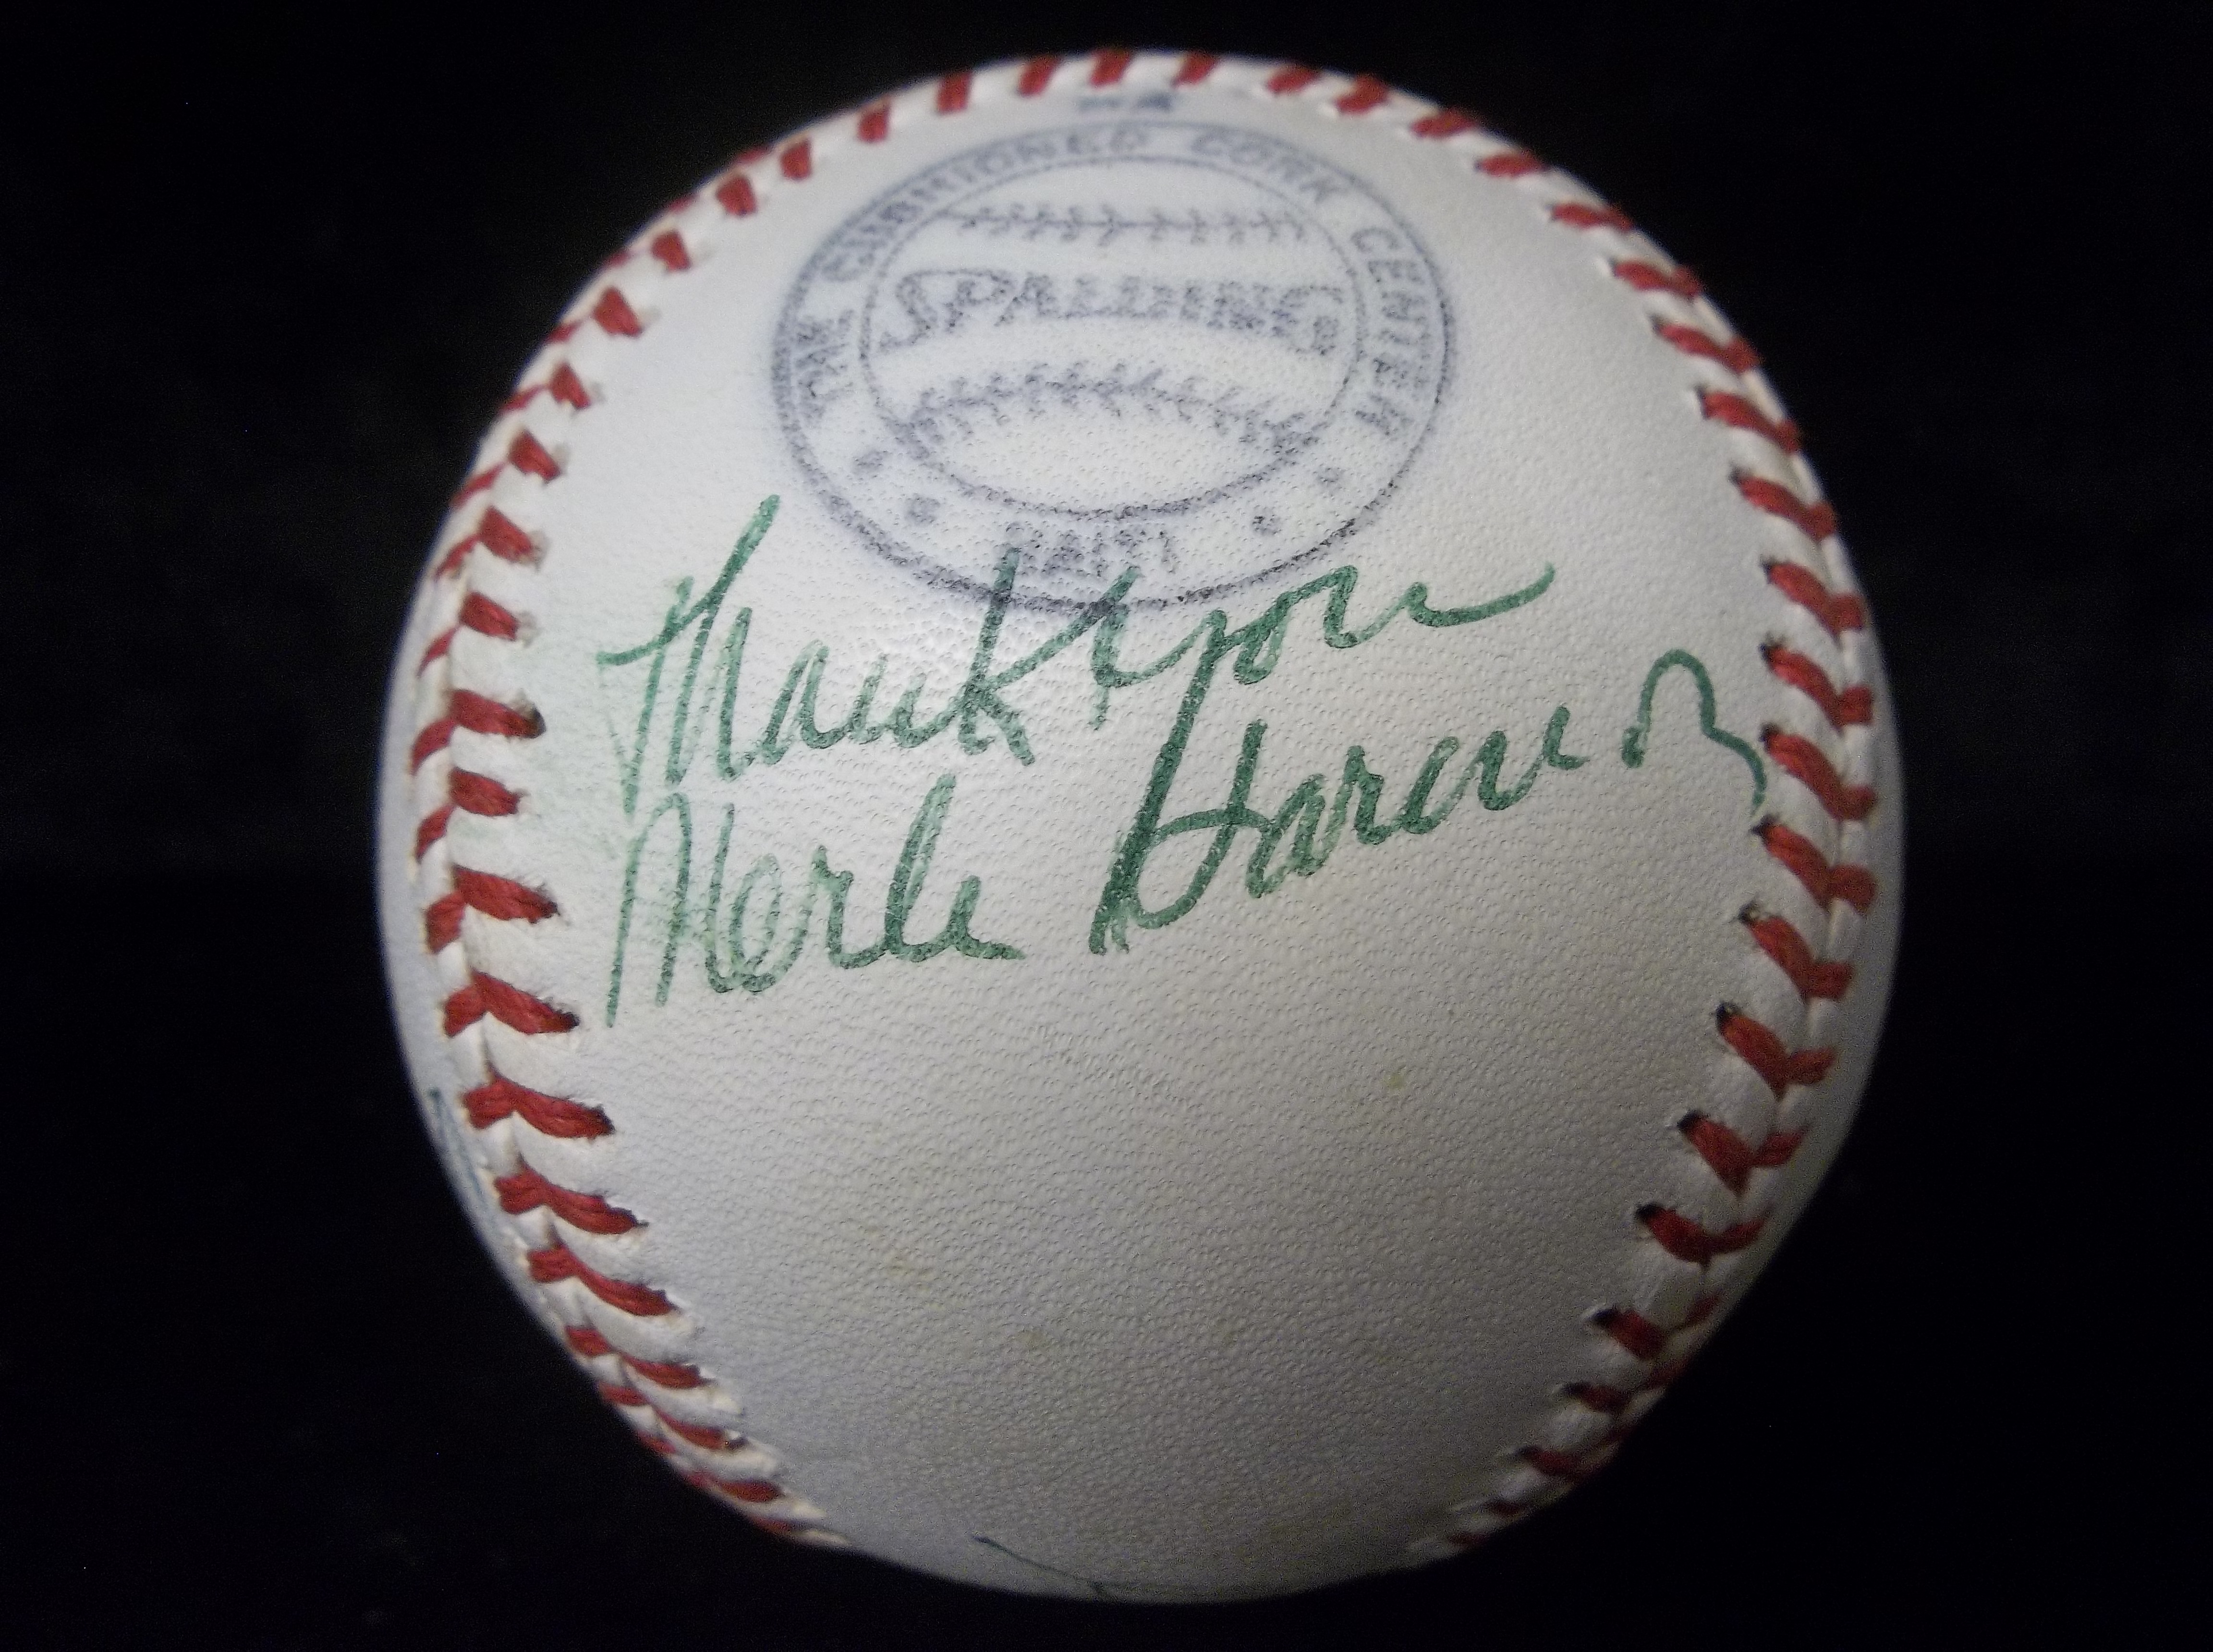 THE CUSHIONED CORK CENTER
SPALDING
Thank you
Merle Harmon